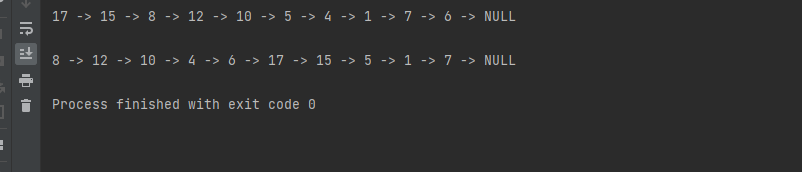 17 -> 15 -> 8 -> 12 -> 10 -> 5 -> 4 -> 1 -> 7 -> 6 -> NULL
8 -> 12 -> 10 -> 4 -> 6 -> 17 -> 15 -> 5 -> 1 -> 7 -> NULL
Process finished with exit code 0